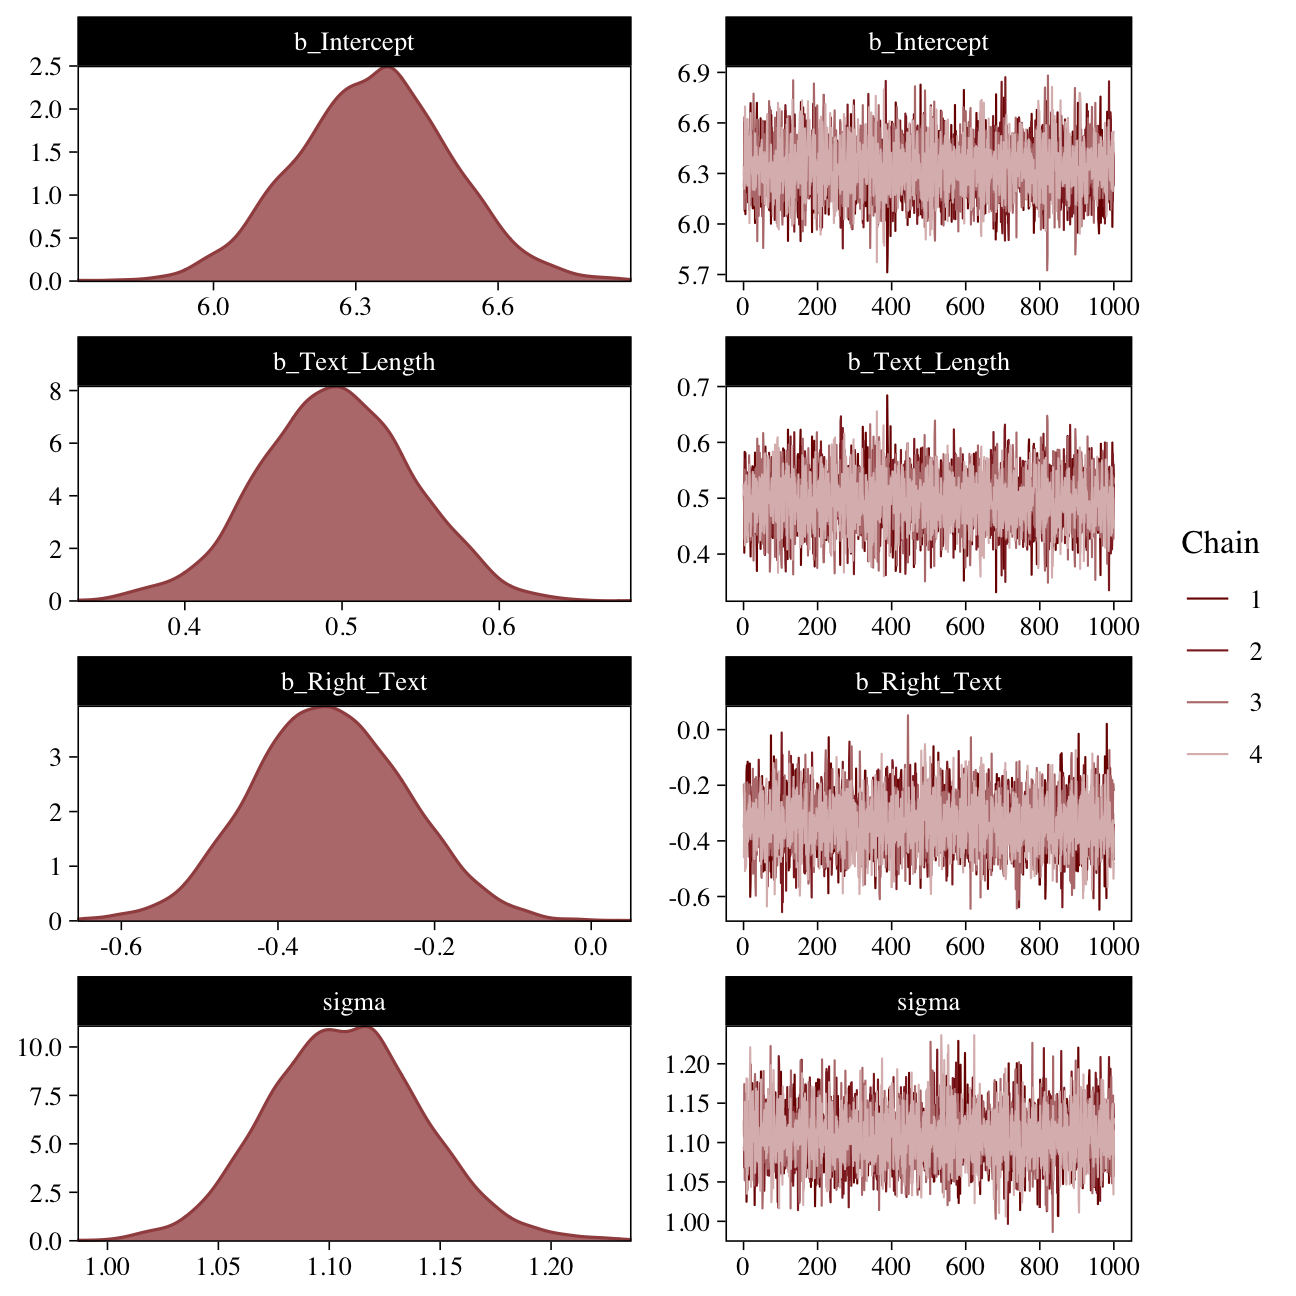 b_Intercept
2.5
2.0
1.5
1.0
0.5
0.0
6.0 6.3 6.6
b_Intercept
6.9
6.6
6.3
6.0
5.7
0 200 400 600 800 1000
b_Text_Length
8
6
4
2
0
0.4 0.5 0.6
b_Text_Length
0.7
0.6
0.5
0.4
0 200 400 600 800 1000
b_Right_Text
3
2
1
0
-0.6 -0.4 -0.2 0.0
b_Right_Text
0.0
-0.2
-0.4
-0.6
0 200 400 600 800 1000
sigma
10.0
7.5
5.0
2.5
0.0
1.00 1.05 1.10 1.15 1.20
sigma
1.20
1.15
1.10
1.05
1.00
0 200 400 600 800 1000
Chain
1
2
3
4